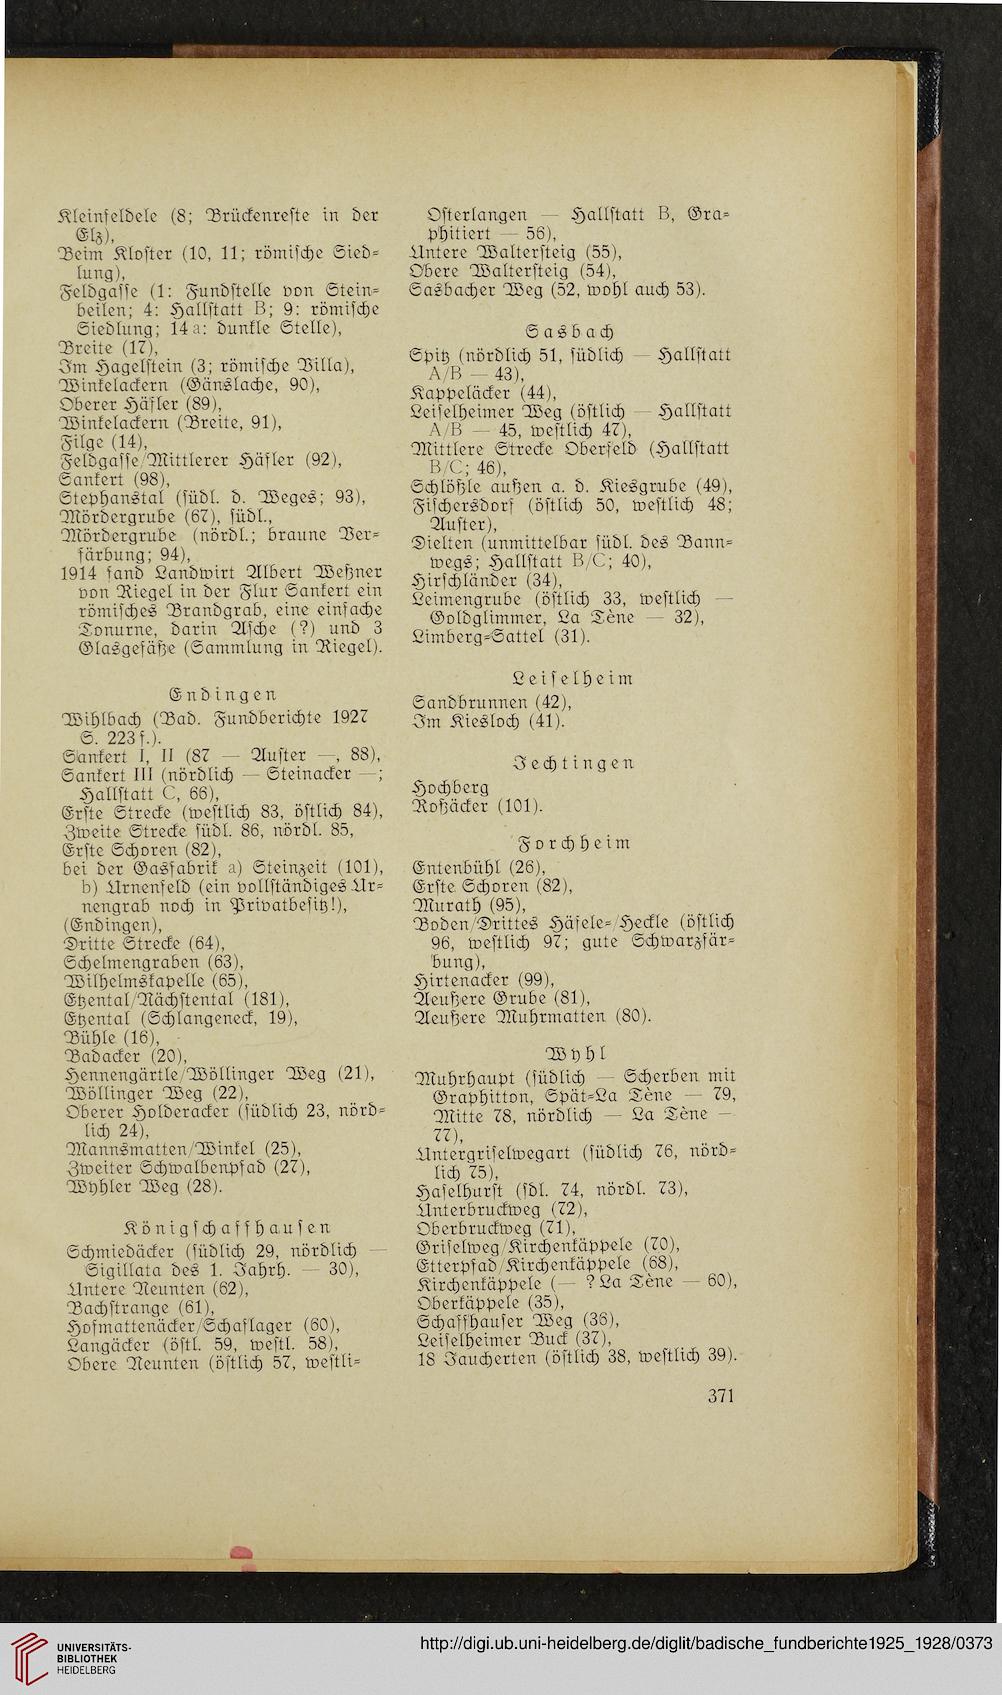 Kleinfeldele (8; Brückenreste in der
Elz),
Beim Kloster (10, 11; römische Sied-
lung),
Feldgasse (1: Fundstelle von Stein-
beilen; 4: Hallstatt B; 9: römische
Siedlung; 14 a: dunkle Stelle),
Breite (17),
Im Hagelstein (3; römische Villa),
Winkelackern (Gänslache, 90),
Oberer Häfler (89),
Winkelackern (Breite, 91),
Filge (14),
Feldgasse/Mittlerer Häfler (92),
Sankert (98),
Stephanstal (südl. d. Weges; 93),
Mördergrube (67), südl.,
Mördergrube (nördl.; braune Ver-
färbung; 94),
1914 fand Landwirt Albert Weßner
von Riegel in der Flur Sankert ein
römisches Brandgrab, eine einfache
Tonurne, darin Asche (?) und 3
Glasgefäße (Sammlung in Riegel).
Endingen
Wihlbach (Bad. Fundberichte 1927
S. 223 f.).
Sankert I, II (87 — Auster —, 88),
Sankert III (nördlich — Steinacker —;
Hallstatt C, 66),
Erste Strecke (westlich 83, östlich 84),
Zweite Strecke südl. 86, nördl. 85,
Erste Schoren (82),
bei der Gasfabrik a) Steinzeit (101),
b) Urnenfeld (ein vollständiges Ur-
nengrab noch in Privatbesitz!),
(Endingen),
Dritte Strecke (64),
Schelmengraben (63),
Wilhelmskapelle (65),
Etzental/Nächstental (181),
Etzental (Schlangeneck, 19),
Bühle (16),
Badacker (20),
Hennengärtle/Wöllinger Weg (21),
Wöllinger Weg (22),
Oberer Holderacker (südlich 23, nörd-
lich 24),
Mannsmatten/Winkel (25),
Zweiter Schwalbenpfad (27),
Wyhler Weg (28).
Königschaffhausen
Schmiedäcker (südlich 29, nördlich —
Sigillata des 1. Jahrh. — 30),
Untere Neunten (62),
Bachstrange (61),
Hofmattenäcker/Schaflager (60),
Langäcker (östl. 59, westl. 58),
Obere Neunten (östlich 57, westli-
Osterlangen — Hallstatt B, Gra-
phitiert — 56),
Untere Waltersteig (55),
Obere Waltersteig (54),
Sasbacher Weg (52, wohl auch 53).
Sasbach
Spitz (nördlich 51, südlich — Hallstatt
A/B — 43),
Kappeläcker (44),
Leiselheimer Weg (östlich — Hallstatt
A/B — 45, westlich 47),
Mittlere Strecke Oberfeld (Hallstatt
B/C; 46),
Schlößle außen a. d. Kiesgrube (49),
Fischersdorf (östlich 50, westlich 48;
Auster),
Dielten (unmittelbar südl. des Bann-
wegs; Hallstatt B/C; 40),
Hirschländer (34),
Leimengrube (östlich 33, westlich —
Goldglimmer, La Tène — 32),
Limberg-Sattel (31).
Leiselheim
Sandbrunnen (42),
Im Kiesloch (41).
Jechtingen
Hochberg
Roßäcker (101).
Forchheim
Entenbühl (26),
Erste Schoren (82),
Murath (95),
Boden/Drittes Häfele-/Heckle (östlich
96, westlich 97; gute Schwarzfär-
bung),
Hirtenacker (99),
Aeußere Grube (81),
Aeußere Muhrmatten (80).
Wyhl
Muhrhaupt (südlich — Scherben mit
Graphitton, Spät-La Tène — 79,
Mitte 78, nördlich — La Tène —
77),
Untergriselwegart (südlich 76, nörd-
lich 75),
Haselhurst (sdl. 74, nördl. 73),
Unterbruckweg (72),
Oberbruckweg (71),
Griselweg/Kirchenkäppele (70),
Etterpfad/Kirchenkäppele (68),
Kirchenkäppele (— ? La Tène — 60),
Oberkäppele (35),
Schaffhauser Weg (36),
Leiselheimer Buck (37),
18 Jaucherten (östlich 38, westlich 39).
371
UNIVERSITÄTS-
BIBLIOTHEK
HEIDELBERG
http://digi.ub.uni-heidelberg.de/diglit/badische_fundberichte1925_1928/0373